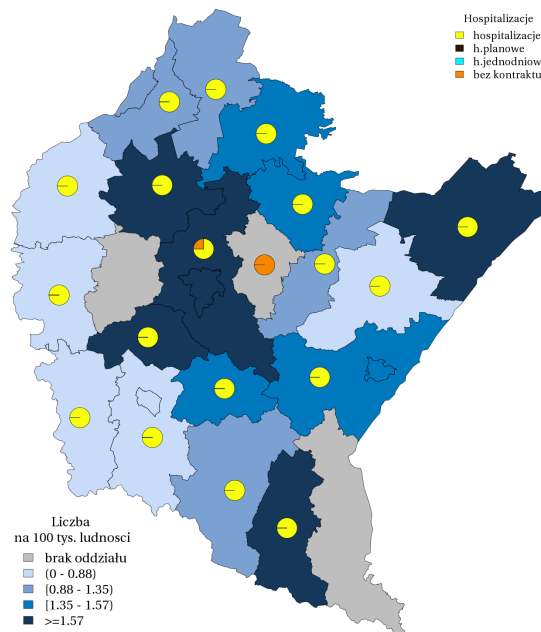 Hospitalizacje
hospitalizacje
h.planowe
h.jednodniow
bez kontraktu
Liczba
na 100 tys. ludnosci
brak oddziału
(0 - 0.88)
[0.88 - 1.35)
[1.35 - 1.57)
>=1.57